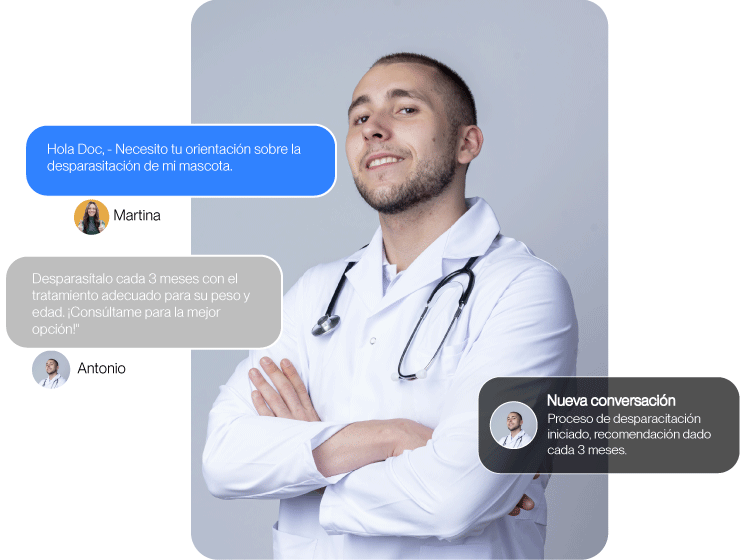 Hola Doc, - Necesito tu orientación sobre la
desparasitación de mi mascota.
Martina
Desparasítalo cada 3 meses con el
tratamiento adecuado para su peso y
edad. ¡Consúltame para la mejor
opción!"
Antonio
Nueva conversación
Proceso de desparacitación
iniciado, recomendación dado
cada 3 meses.